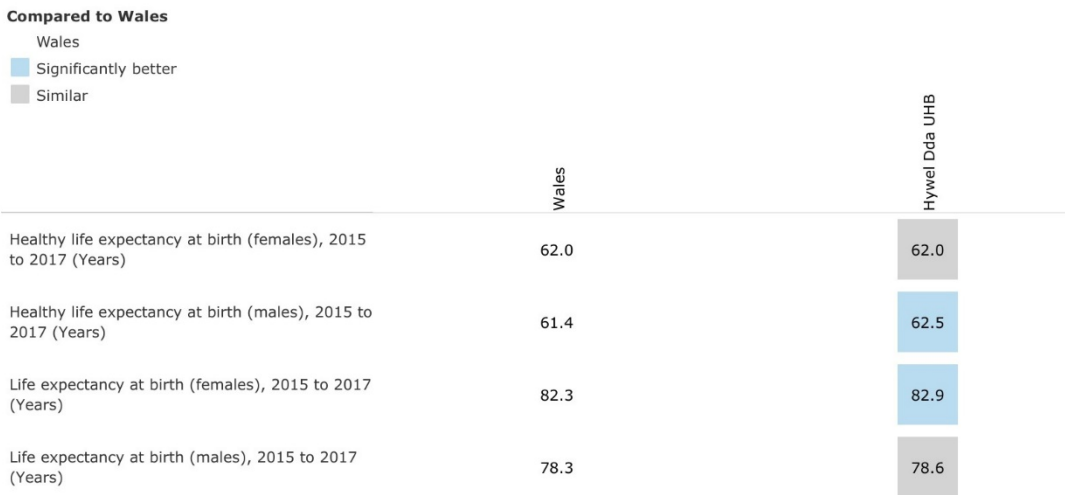 Compared to Wales
Wales
Significantly better
Similar
Wales
Hywel Dda UHB
Healthy life expectancy at birth (females), 2015
to 2017 (Years)
62.0
62.0
Healthy life expectancy at birth (males), 2015 to
2017 (Years)
61.4
62.5
Life expectancy at birth (females), 2015 to 2017
(Years)
82.3
82.9
Life expectancy at birth (males), 2015 to 2017
(Years)
78.3
78.6